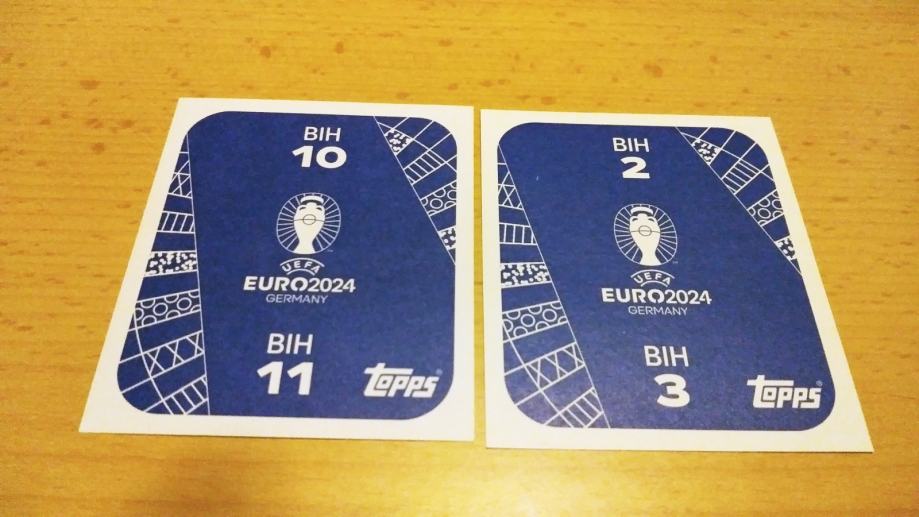 BIH
10
UEFA
EURO2024
GERMANY
BIH
11
TOPPS
BIH
2
UEFA
EURO2024
GERMANY
BIH
3
TOPPS